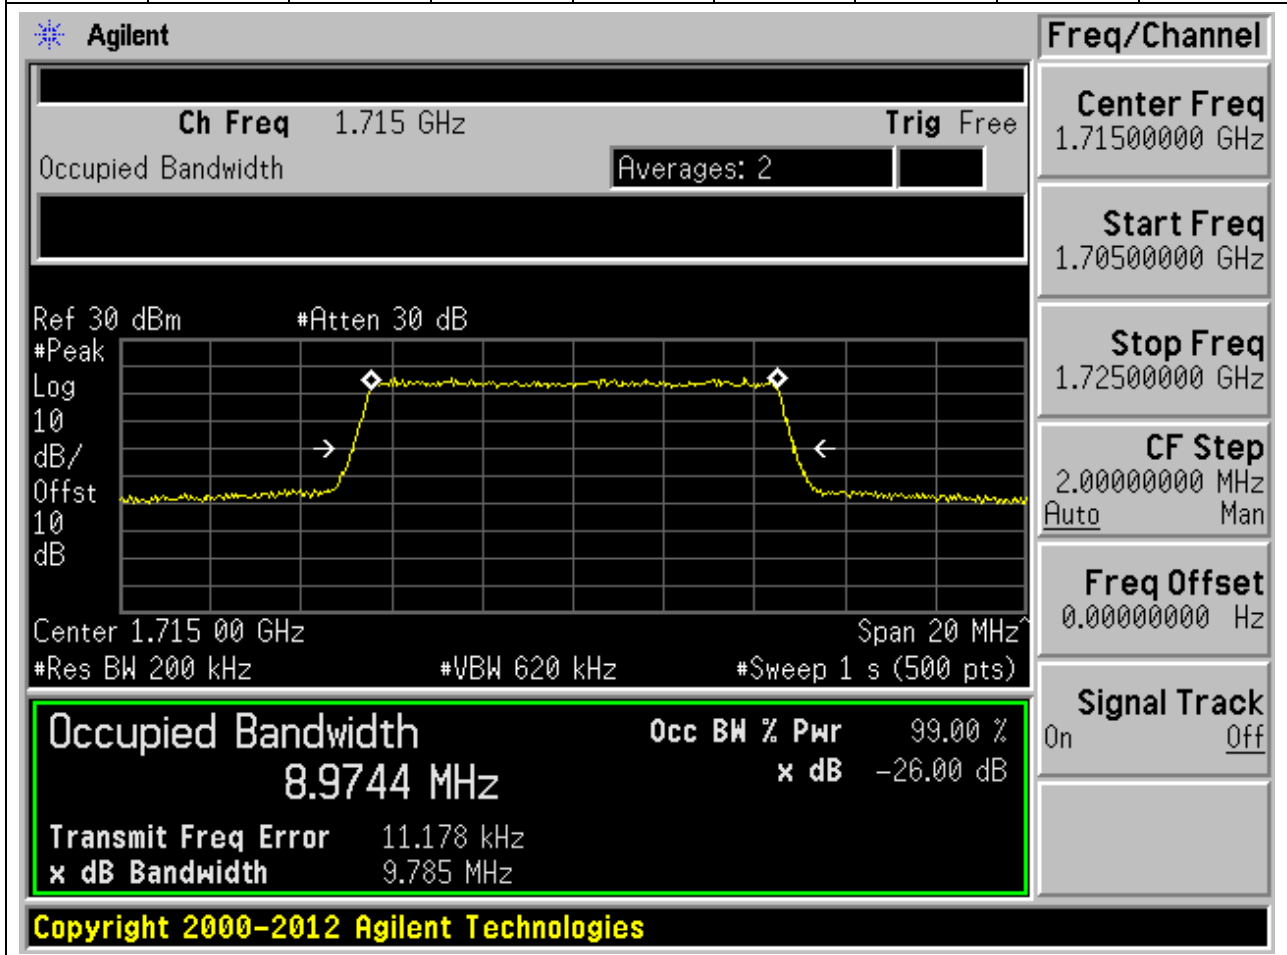 Agilent
Freq/Channel
Ch Freq 1.715 GHz Trig Free
Occupied Bandwidth Averages: 2
Center Freq
1.71500000 GHz
Start Freq
1.70500000 GHz
Stop Freq
1.72500000 GHz
CF Step
2.00000000 MHz
Auto Man
Freq Offset
0.00000000 Hz
Signal Track
On Off
Ref 30 dBm #Atten 30 dB
#Peak
Log
10
dB/
Offst
10
dB
Center 1.715 00 GHz Span 20 MHz^
#Res BW 200 kHz #VBW 620 kHz #Sweep 1 s (500 pts)
Occupied Bandwidth Occ BW % Pwr 99.00 %
8.9744 MHz x dB -26.00 dB
Transmit Freq Error 11.178 kHz
x dB Bandwidth 9.785 MHz
Copyright 2000-2012 Agilent Technologies